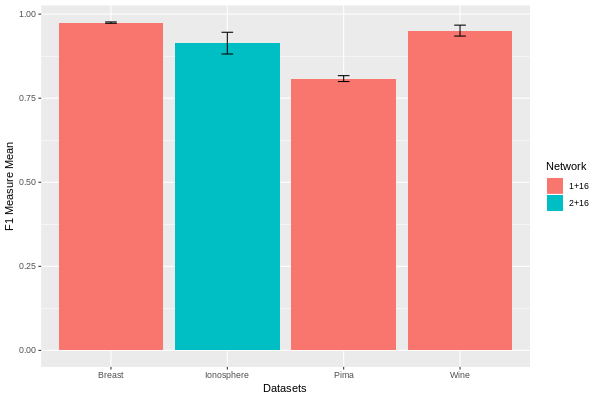 1.00
0.75
0.50
0.25
0.00
F1 Measure Mean
Breast
Ionosphere
Pima
Wine
Datasets
Network
1+16
2+16